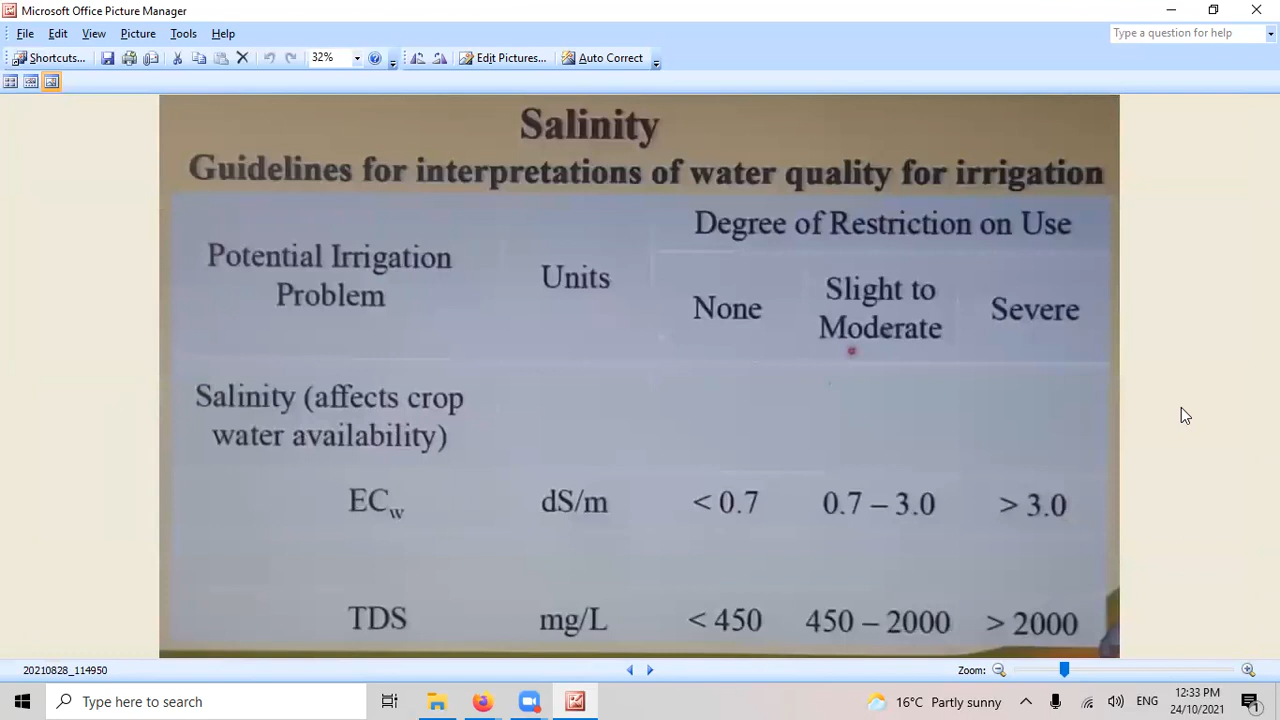 Microsoft Office Picture Manager
File Edit View Picture Tools Help
Type a question for help
Shortcuts...
32%
Edit Pictures...
Auto Correct
Salinity
Guidelines for interpretations of water quality for irrigation
Potential Irrigation Problem
Units
Degree of Restriction on Use
None
Slight to Moderate
Severe
Salinity (affects crop
water availability)
ECw dS/m < 0.7 0.7 – 3.0 > 3.0
TDS mg/L < 450 450 – 2000 > 2000
20210828_114950
Zoom:
Type here to search
16°C Partly sunny
ENG
12:33 PM
24/10/2021
1